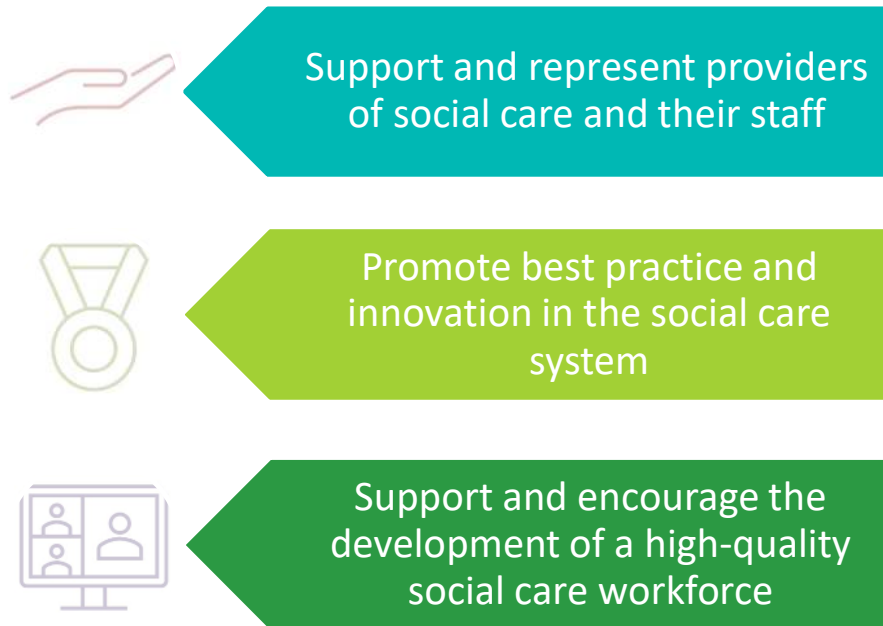 Support and represent providers
of social care and their staff
Promote best practice and
innovation in the social care
system
Support and encourage the
development of a high-quality
social care workforce